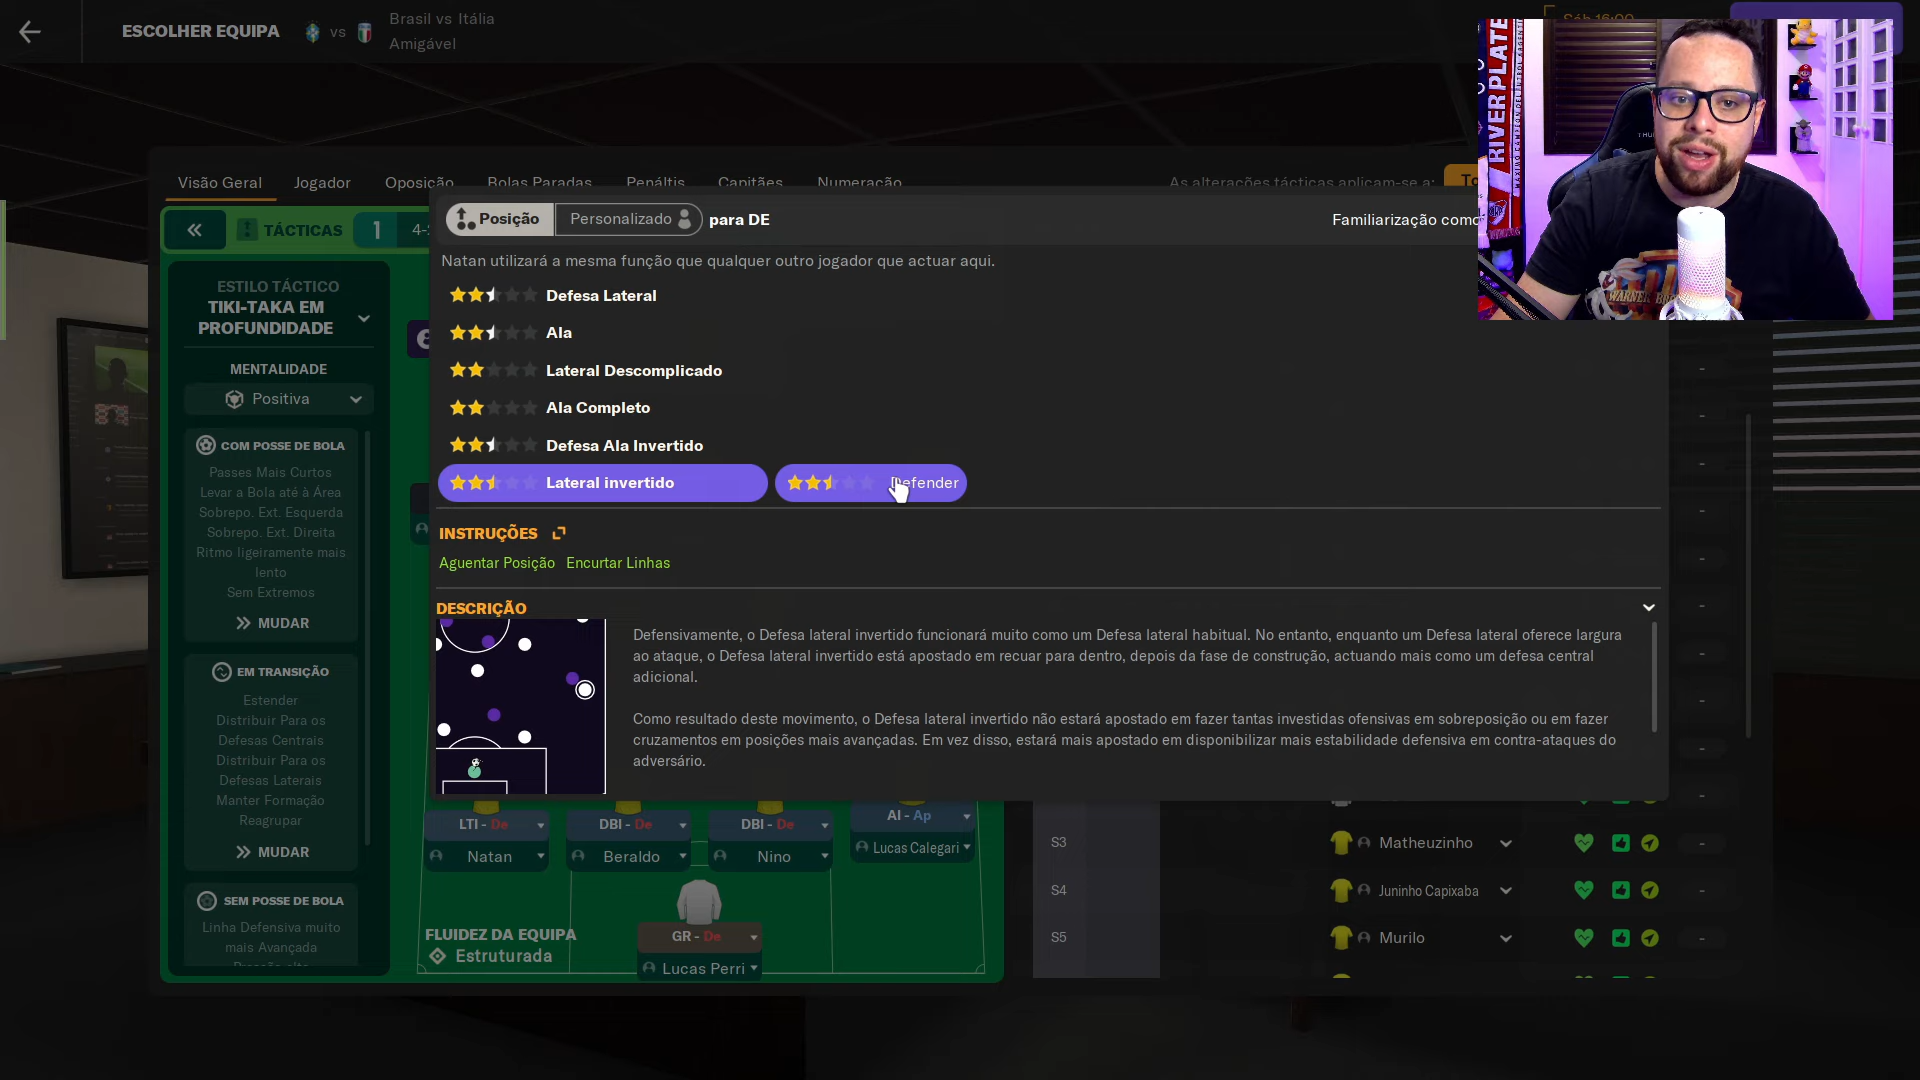 ESCOLHER EQUIPA
vs
Brasil vs Itália
Amigável
Sáb 16:00
Visão Geral
Jogador
Oposição
Bolas Paradas
Penáltis
Capitães
Numeração
As alterações tácticas aplicam-se a:
TÁCTICAS
1
Posição
Personalizado
para DE
Natan utilizará a mesma função que qualquer outro jogador que actuar aqui.
Defesa Lateral
Ala
Lateral Descomplicado
Ala Completo
Defesa Ala Invertido
Lateral invertido
INSTRUÇÕES
Aguentar Posição Encurtar Linhas
DESCRIÇÃO
Defensivamente, o Defesa lateral invertido funcionará muito como um Defesa lateral habitual. No entanto, enquanto um Defesa lateral oferece largura
ao ataque, o Defesa lateral invertido está apostado em recuar para dentro, depois da fase de construção, actuando mais como um defesa central
adicional.
Como resultado deste movimento, o Defesa lateral invertido não estará apostado em fazer tantas investidas ofensivas em sobreposição ou em fazer
cruzamentos em posições mais avançadas. Em vez disso, estará mais apostado em disponibilizar mais estabilidade defensiva em contra-ataques do
adversário.
ESTILO TÁCTICO
TIKI-TAKA EM
PROFUNDIDADE
MENTALIDADE
Positiva
COM POSSE DE BOLA
Passes Mais Curtos
Levar a Bola até à Área
Sobrepo. Ext. Esquerda
Sobrepo. Ext. Direita
Ritmo ligeiramente mais
lento
Sem Extremos
MUDAR
EM TRANSIÇÃO
Estender
Distribuir Para os
Defesas Centrais
Distribuir Para os
Defesas Laterais
Manter Formação
Reagrupar
MUDAR
SEM POSSE DE BOLA
Linha Defensiva muito
mais Avançada
LTI - De
Natan
DBI - De
Beraldo
DBI - De
Nino
AI - Ap
Lucas Calegari
GR - De
Lucas Perri
FLUIDEZ DA EQUIPA
Estruturada
S3
Matheuzinho
S4
Juninho Capixaba
S5
Murilo
RIVER PLATE
WARNER